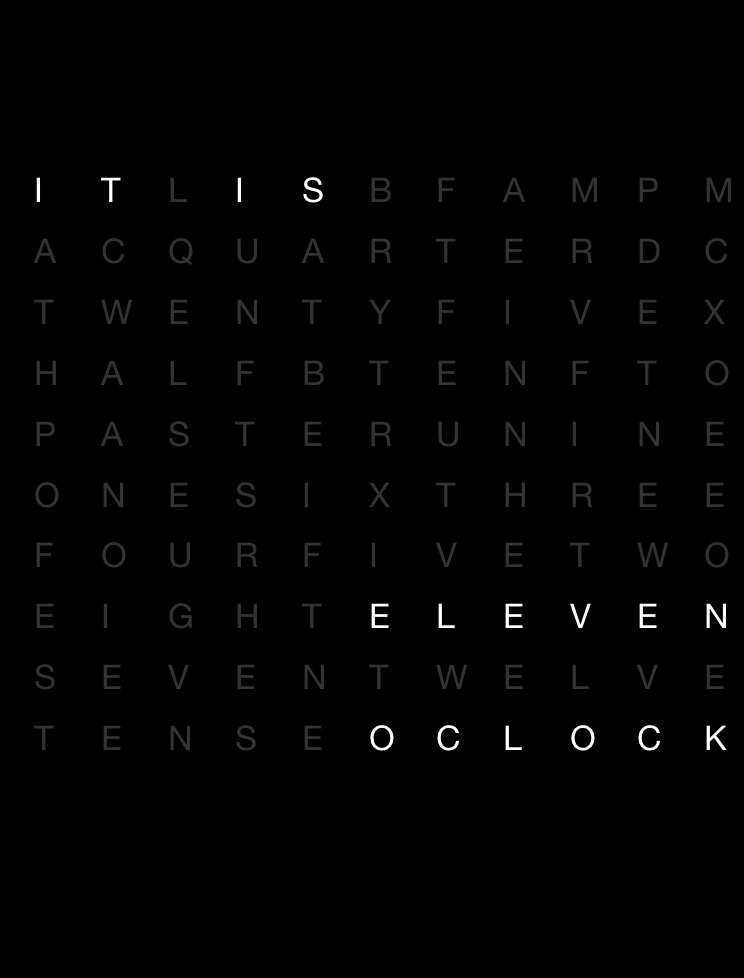 I T L I S B F A M P M
A C Q U A R T E R D C
T W E N T Y F I V E X
H A L F B T E N F T O
P A S T E R U N I N E
O N E S I X T H R E E
F O U R F I V E T W O
E I G H T E L E V E N
S E V E N T W E L V E
T E N S E O C L O C K